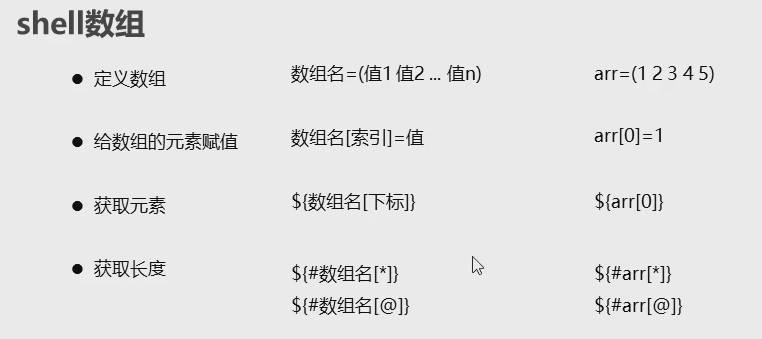 shell数组
● 定义数组 数组名=(值1 值2 ... 值n) arr=(1 2 3 4 5)
● 给数组的元素赋值 数组名[索引]=值 arr[0]=1
● 获取元素 ${数组名[下标]} ${arr[0]}
● 获取长度 ${#数组名[*]} ${#arr[*]}
${#数组名[@]} ${#arr[@]}